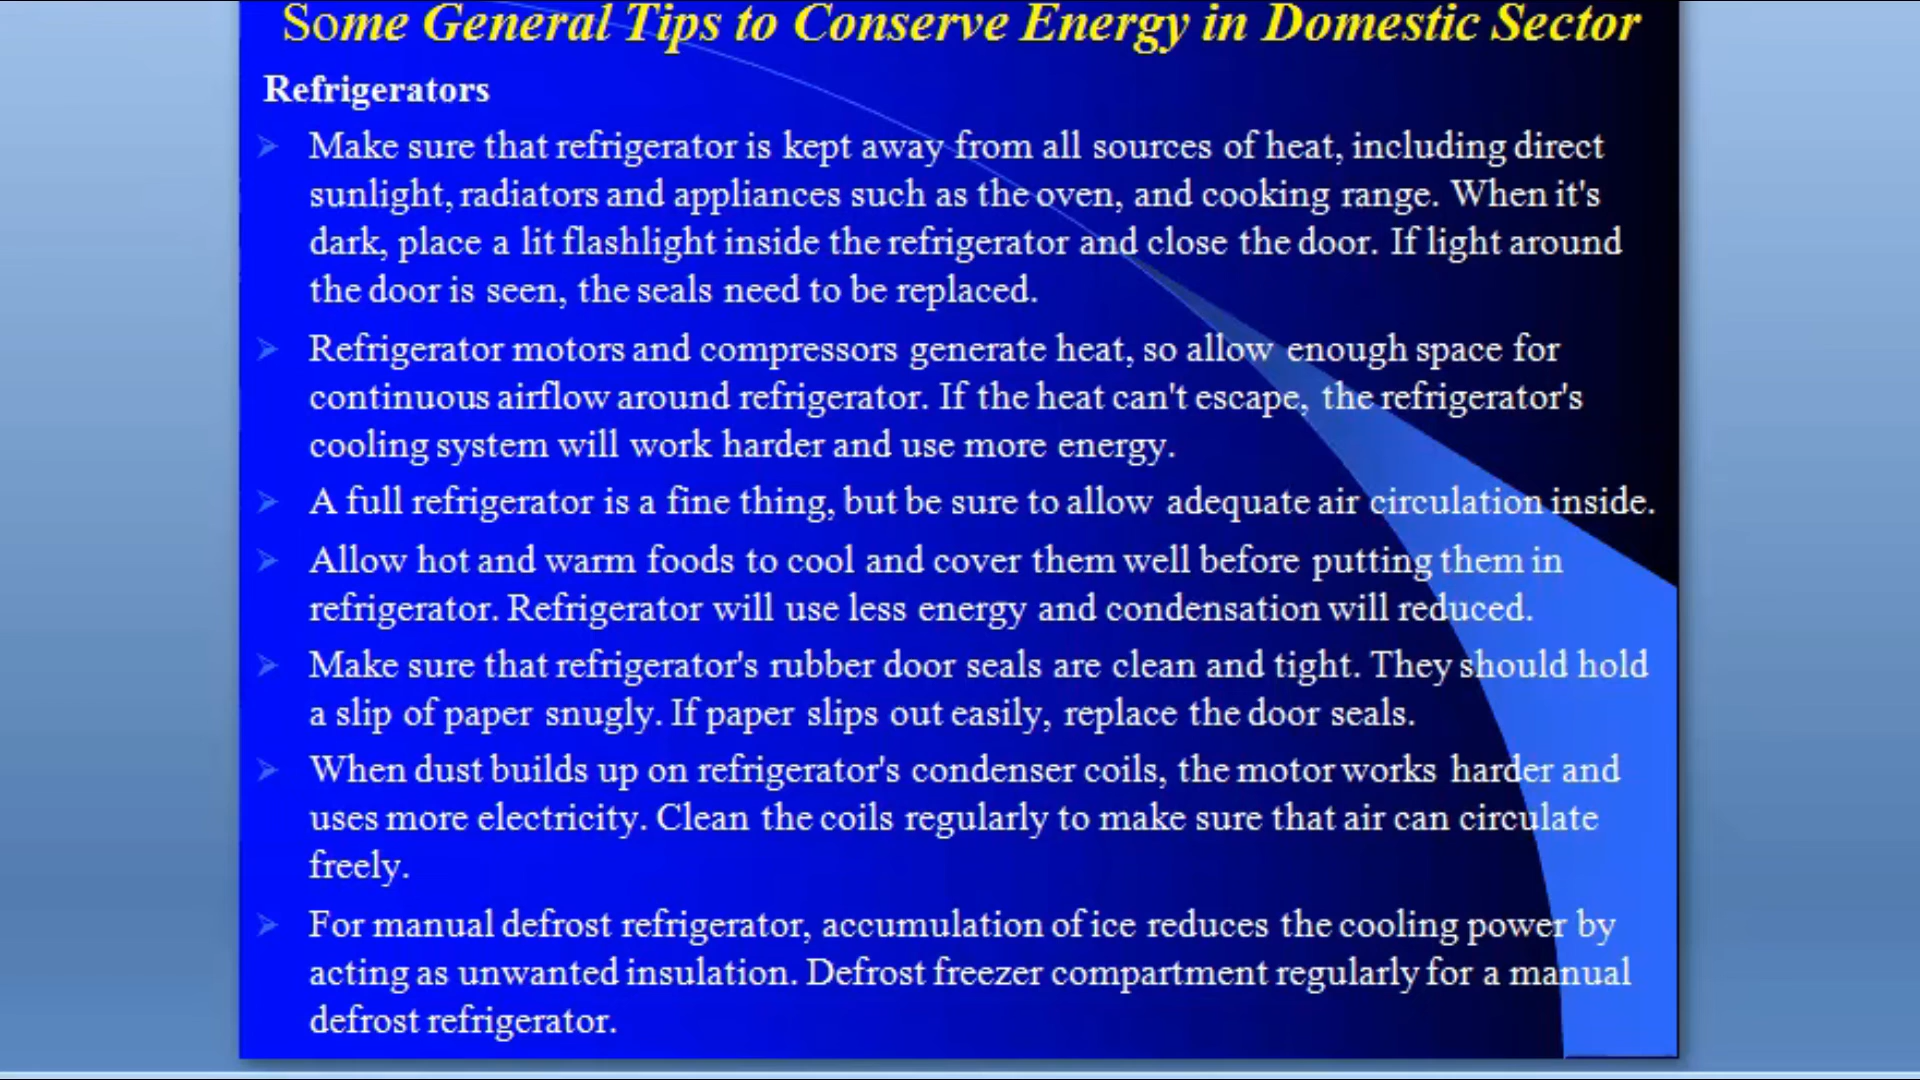 Some General Tips to Conserve Energy in Domestic Sector
Refrigerators
Make sure that refrigerator is kept away from all sources of heat, including direct
sunlight, radiators and appliances such as the oven, and cooking range. When it's
dark, place a lit flashlight inside the refrigerator and close the door. If light around
the door is seen, the seals need to be replaced.
Refrigerator motors and compressors generate heat, so allow enough space for
continuous airflow around refrigerator. If the heat can't escape, the refrigerator's
cooling system will work harder and use more energy.
A full refrigerator is a fine thing, but be sure to allow adequate air circulation inside.
Allow hot and warm foods to cool and cover them well before putting them in
refrigerator. Refrigerator will use less energy and condensation will reduced.
Make sure that refrigerator's rubber door seals are clean and tight. They should hold
a slip of paper snugly. If paper slips out easily, replace the door seals.
When dust builds up on refrigerator's condenser coils, the motor works harder and
uses more electricity. Clean the coils regularly to make sure that air can circulate
freely.
For manual defrost refrigerator, accumulation of ice reduces the cooling power by
acting as unwanted insulation. Defrost freezer compartment regularly for a manual
defrost refrigerator.